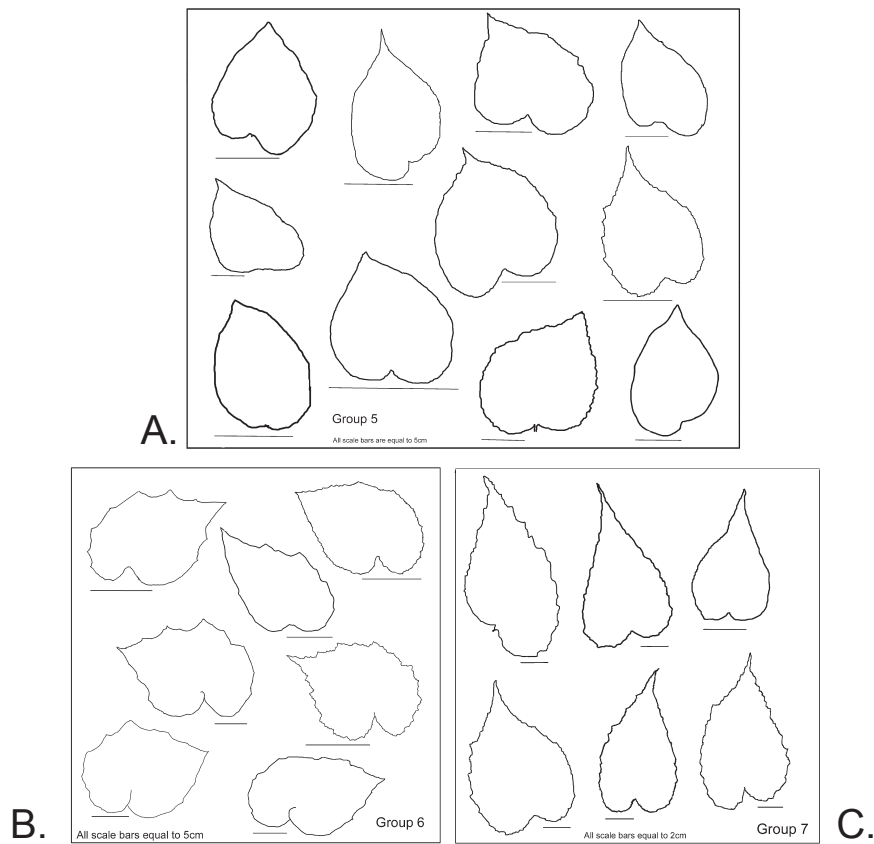 Group 5
All scale bars are equal to 5cm
A.
B.
All scale bars equal to 5cm
Group 6
All scale bars equal to 2cm
Group 7
C.